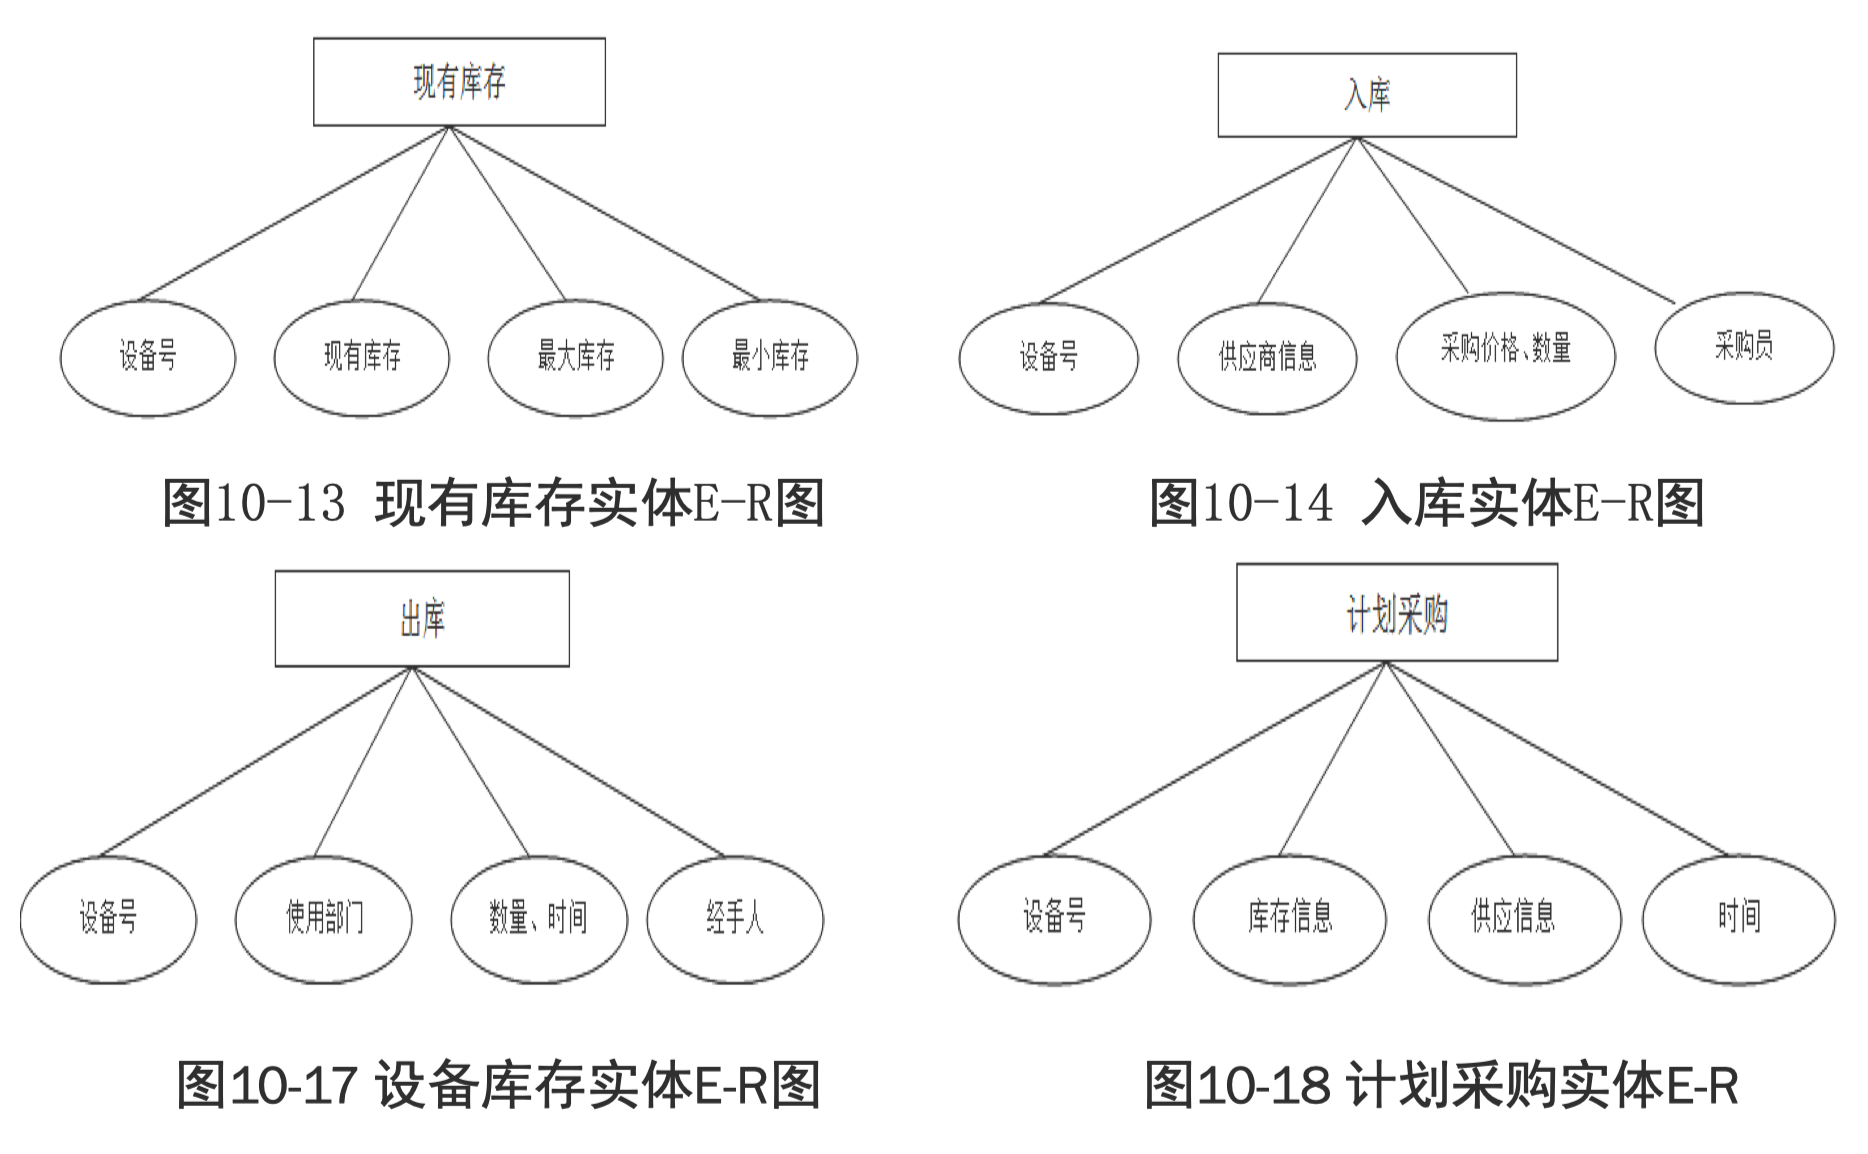 现有库存
设备号 现有库存 最大库存 最小库存
图10-13 现有库存实体E-R图
入库
设备号 供应商信息 采购价格、数量 采购员
图10-14 入库实体E-R图
出库
设备号 使用部门 数量、时间 经手人
图10-17 设备库存实体E-R图
计划采购
设备号 库存信息 供应信息 时间
图10-18 计划采购实体E-R